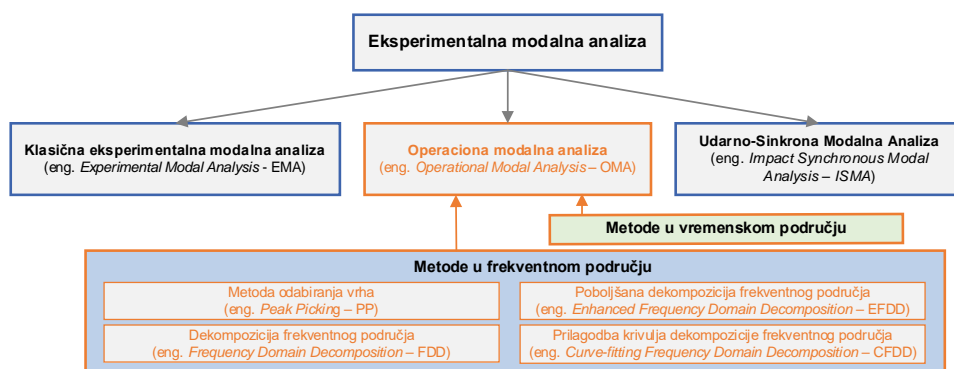 Eksperimentalna modalna analiza
Klasična eksperimentalna modalna analiza
(eng. Experimental Modal Analysis - EMA)
Operaciona modalna analiza
(eng. Operational Modal Analysis – OMA)
Udarno-Sinkrona Modalna Analiza
(eng. Impact Synchronous Modal
Analysis – ISMA)
Metode u vremenskom području
Metode u frekventnom području
Metoda odabiranja vrha
(eng. Peak Picking – PP)
Poboljšana dekompozicija frekventnog područja
(eng. Enhanced Frequency Domain Decomposition – EFDD)
Dekompozicija frekventnog područja
(eng. Frequency Domain Decomposition – FDD)
Prilagodba krivulja dekompozicije frekventnog područja
(eng. Curve-fitting Frequency Domain Decomposition – CFDD)